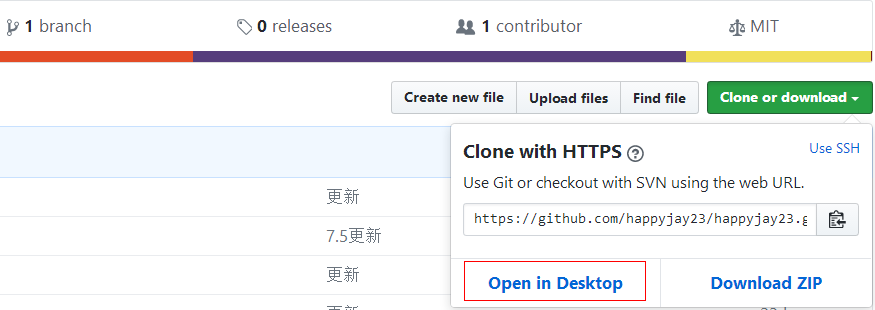 1 branch
0 releases
1 contributor
MIT
Create new file
Upload files
Find file
Clone or download
Clone with HTTPS
Use SSH
Use Git or checkout with SVN using the web URL.
https://github.com/happyjay23/happyjay23.g
Open in Desktop
Download ZIP
更新
7.5更新
更新
更新